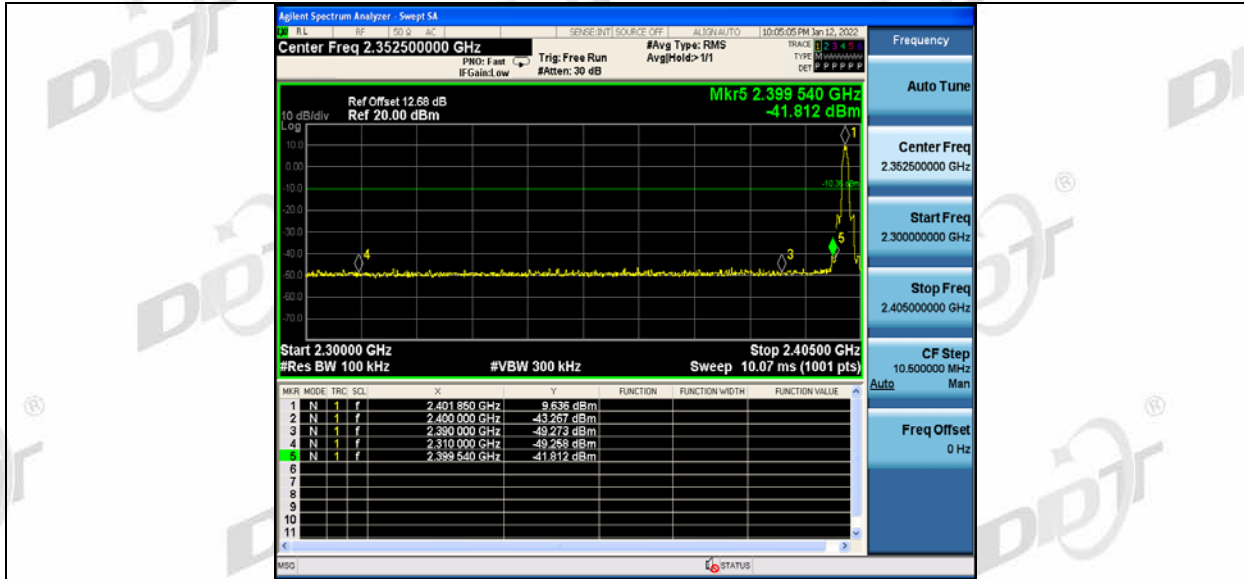 Agilent Spectrum Analyzer - Swept SA
RL RF 50 Ω AC SENSE:INT SOURCE OFF ALIGN AUTO 10:05:05 PM Jan 12, 2022
Center Freq 2.352500000 GHz
PNO: Fast
IFGain:Low
Trig: Free Run
#Atten: 30 dB
#Avg Type: RMS
Avg|Hold:>1/1
TRACE 1 2 3 4 5 6
TYPE M
DET P P P P P P
Ref Offset 12.68 dB
10 dB/div Ref 20.00 dBm
Log
Mkr5 2.399 540 GHz
-41.812 dBm
10.0
0.00
-10.0
-20.0
-30.0
-40.0
-50.0
-60.0
-70.0
1
-10.36 dBm
5
4
3
Start 2.30000 GHz Stop 2.40500 GHz
#Res BW 100 kHz #VBW 300 kHz Sweep 10.07 ms (1001 pts)
MKR MODE TRC SCL X Y FUNCTION FUNCTION WIDTH FUNCTION VALUE
1 N 1 f 2.401 850 GHz 9.636 dBm
2 N 1 f 2.400 000 GHz -43.267 dBm
3 N 1 f 2.390 000 GHz -49.273 dBm
4 N 1 f 2.310 000 GHz -49.258 dBm
5 N 1 f 2.399 540 GHz -41.812 dBm
6
7
8
9
10
11
MSG STATUS
Frequency
Auto Tune
Center Freq
2.352500000 GHz
Start Freq
2.300000000 GHz
Stop Freq
2.405000000 GHz
CF Step
10.500000 MHz
Auto Man
Freq Offset
0 Hz